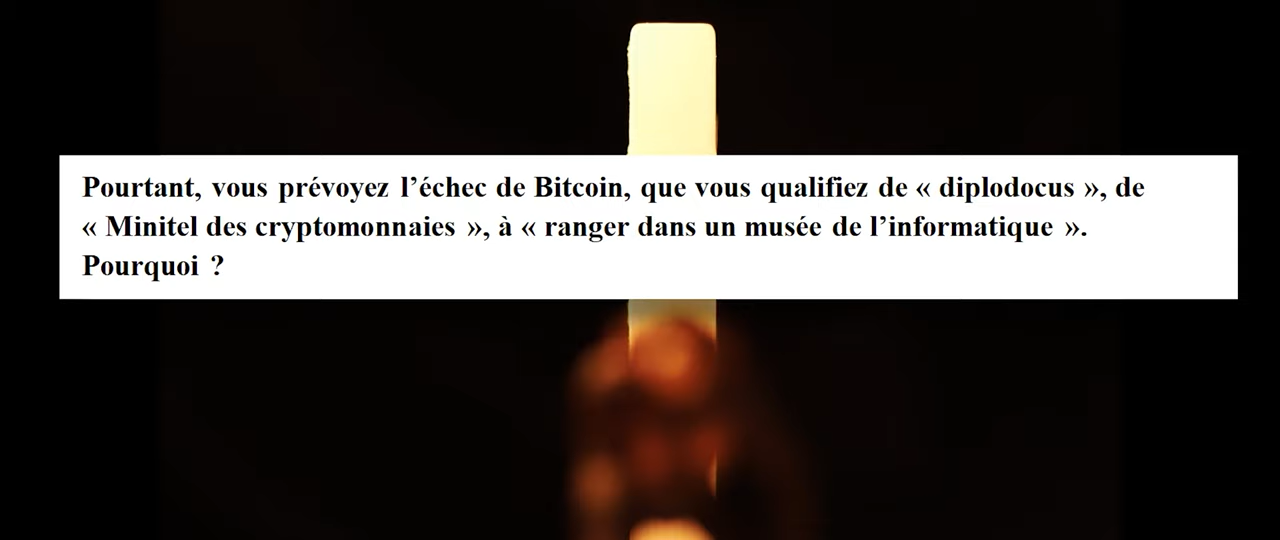 Pourtant, vous prévoyez l’échec de Bitcoin, que vous qualifiez de « diplodocus », de
« Minitel des cryptomonnaies », à « ranger dans un musée de l’informatique ».
Pourquoi ?